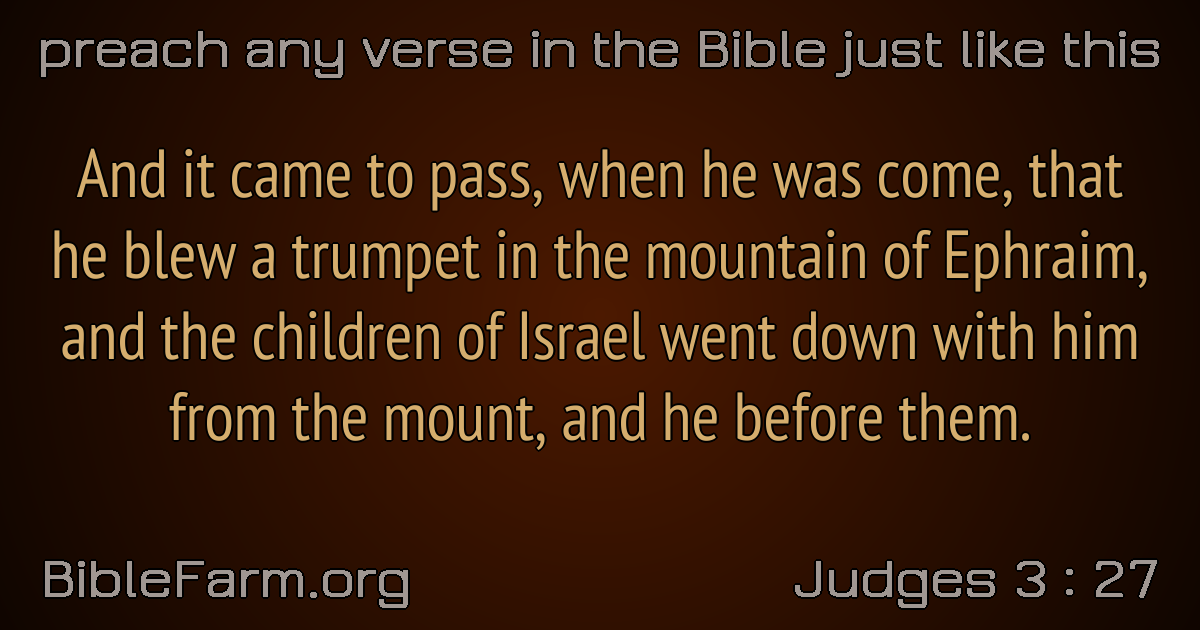 preach any verse in the Bible just like this
And it came to pass, when he was come, that
he blew a trumpet in the mountain of Ephraim,
and the children of Israel went down with him
from the mount, and he before them.
BibleFarm.org
Judges 3 : 27